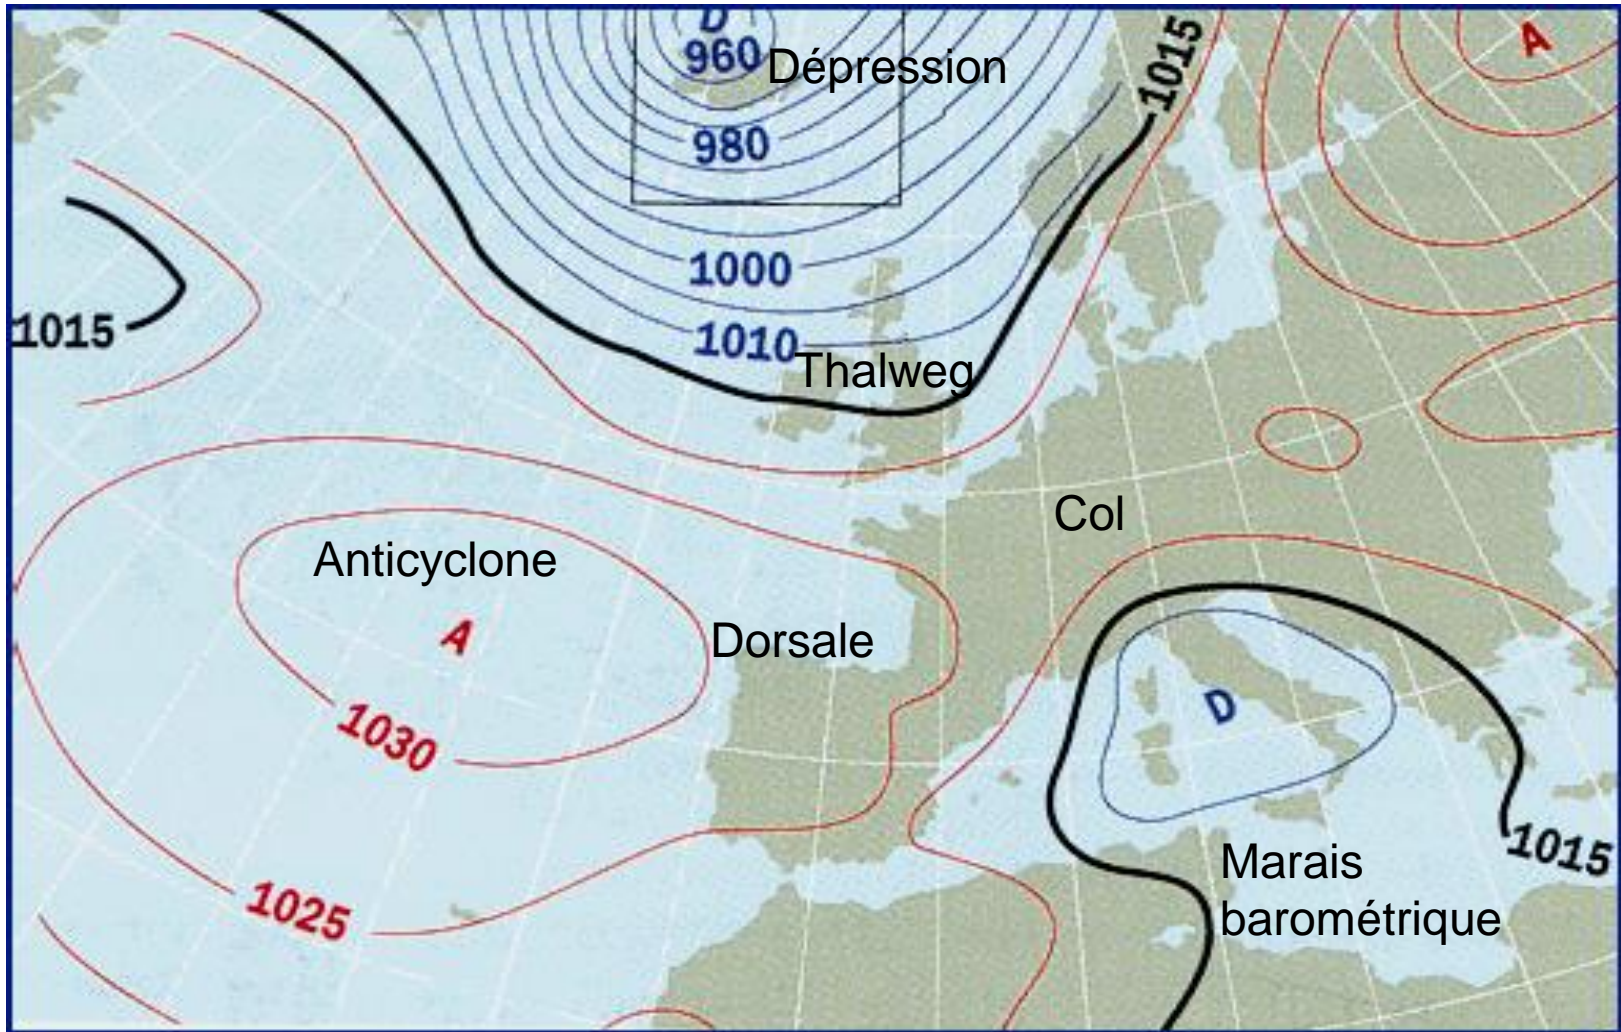 D
960
Dépression
1015
A
980
1000
1015
1010
Thalweg
Col
Anticyclone
A
Dorsale
D
1030
1015
Marais
barométrique
1025